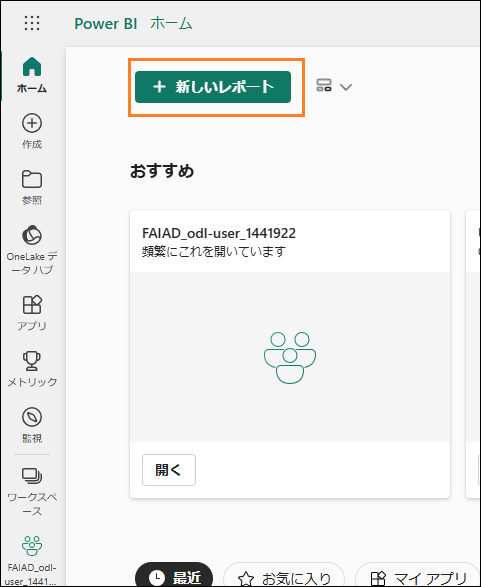 Power BI ホーム
ホーム
作成
参照
OneLake デ
ータ ハブ
アプリ
メトリック
監視
ワークスペ
ース
FAIAD_odl-
user_1441...
+ 新しいレポート
おすすめ
FAIAD_odl-user_1441922
頻繁にこれを開いています
開く
最近
お気に入り
マイ アプリ